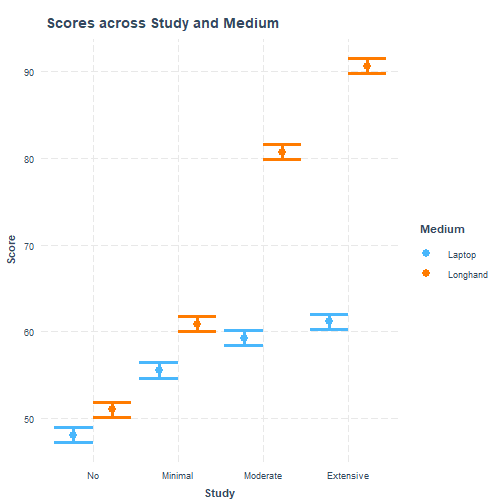 Scores across Study and Medium
90
80
70
60
50
Score
No Minimal Moderate Extensive
Study
Medium
Laptop
Longhand